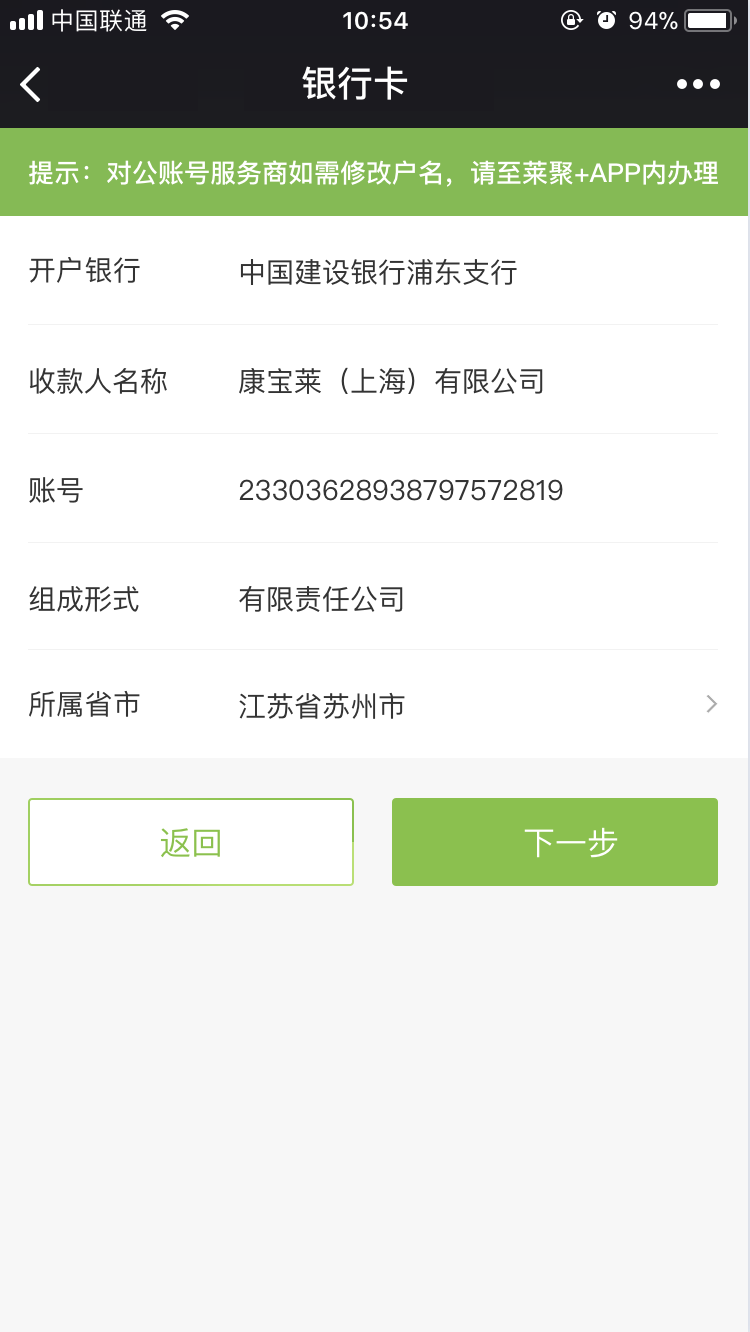 中国联通 10:54 94%
银行卡
提示：对公账号服务商如需修改户名，请至莱聚+APP内办理
开户银行 中国建设银行浦东支行
收款人名称 康宝莱（上海）有限公司
账号 23303628938797572819
组成形式 有限责任公司
所属省市 江苏省苏州市
返回 下一步